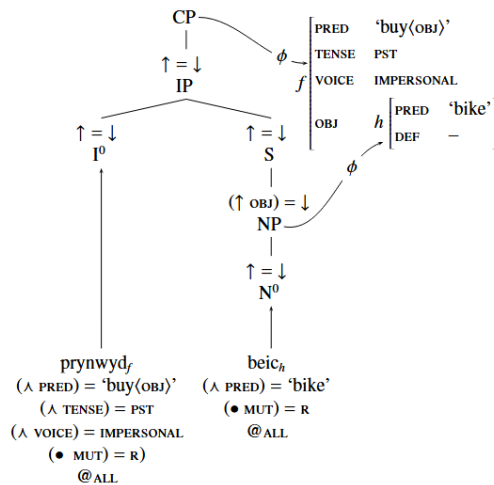 CP
ϕ
f
PRED ‘buy⟨OBJ⟩’
TENSE PST
VOICE IMPERSONAL
OBJ h
PRED ‘bike’
DEF –
↑ = ↓
IP
↑ = ↓ ↑ = ↓
I⁰ S
ϕ
(↑ OBJ) = ↓
NP
↑ = ↓
N⁰
prynwyd_f beic_h
(⋏ PRED) = ‘buy⟨OBJ⟩’ (⋏ PRED) = ‘bike’
(⋏ TENSE) = PST (● MUT) = R
(⋏ VOICE) = IMPERSONAL @ALL
(● MUT) = R)
@ALL